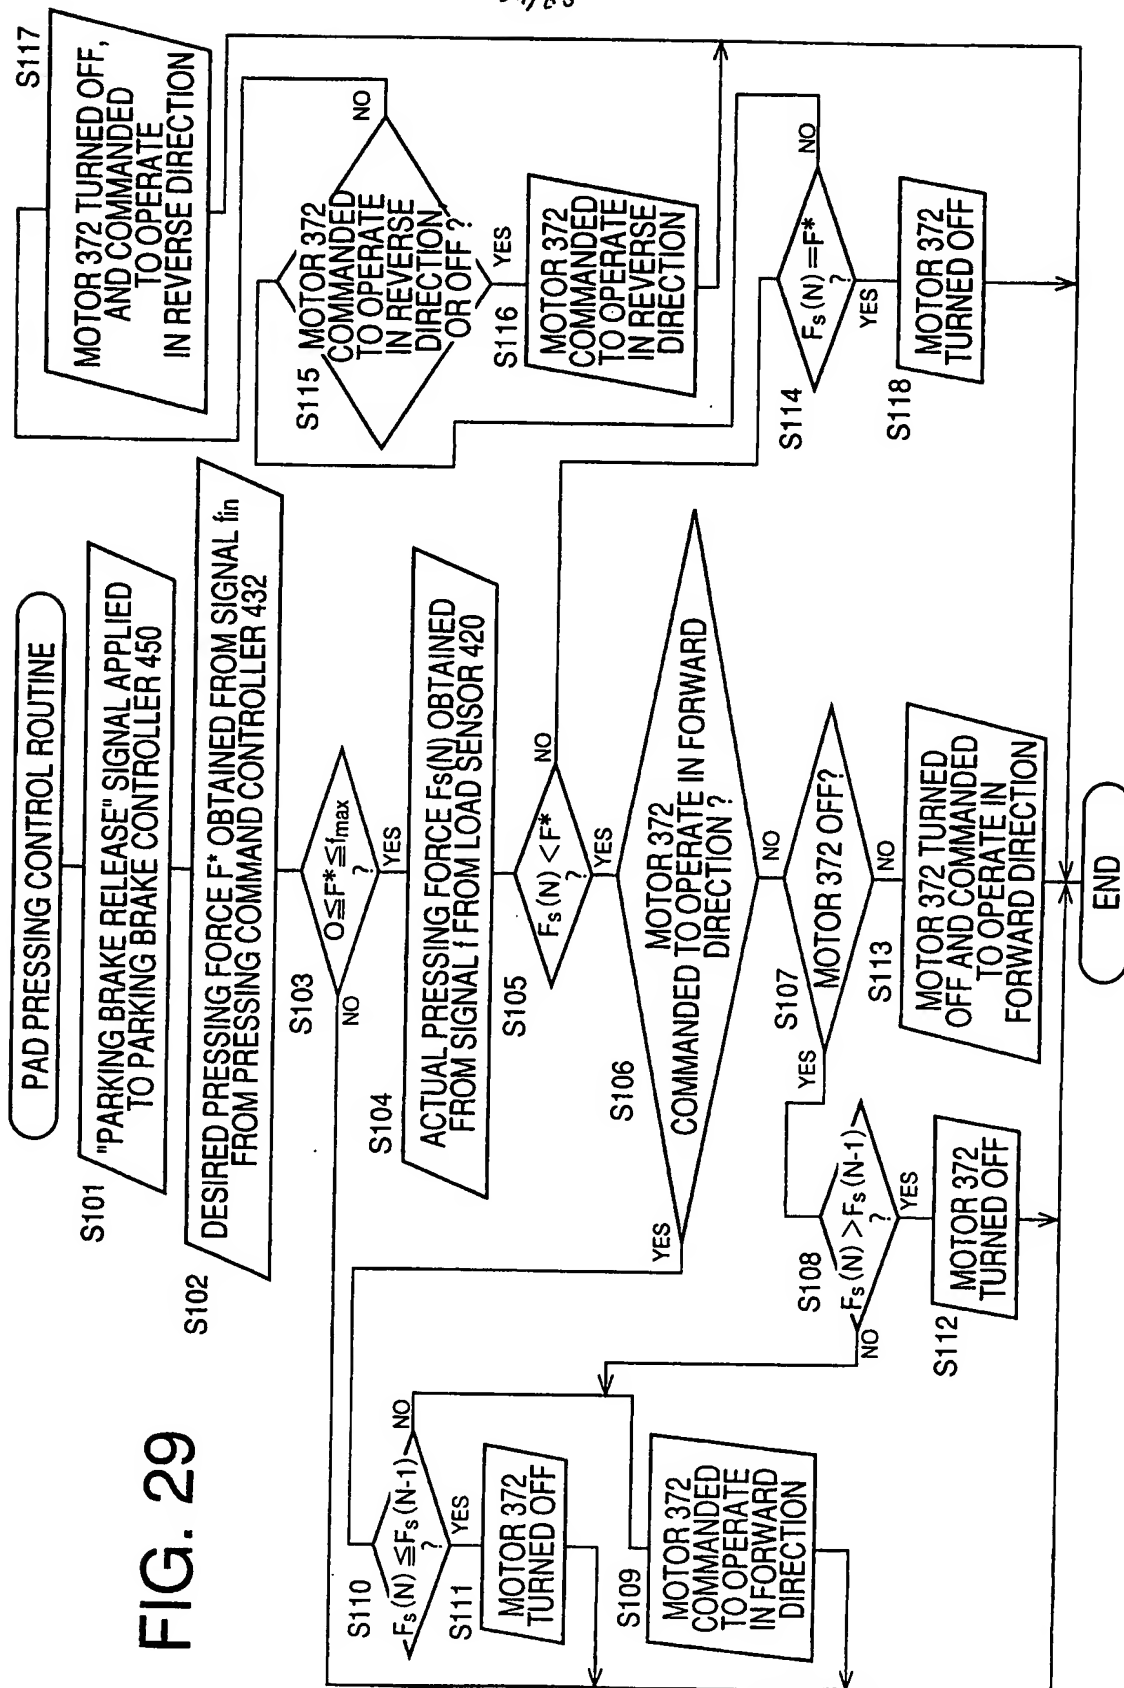 FIG. 29
PAD PRESSING CONTROL ROUTINE
S101
"PARKING BRAKE RELEASE" SIGNAL APPLIED
TO PARKING BRAKE CONTROLLER 450
S102
DESIRED PRESSING FORCE F* OBTAINED FROM SIGNAL fin
FROM PRESSING COMMAND CONTROLLER 432
S103
0≦F*≦fmax
?
NO
YES
S104
ACTUAL PRESSING FORCE Fs(N) OBTAINED
FROM SIGNAL f FROM LOAD SENSOR 420
S105
Fs (N) <F*
?
NO
YES
S106
MOTOR 372
COMMANDED TO OPERATE IN FORWARD
DIRECTION ?
YES
NO
S107
MOTOR 372 OFF?
YES
NO
S108
Fs (N) >Fs (N-1)
?
NO
YES
S109
MOTOR 372
COMMANDED
TO OPERATE
IN FORWARD
DIRECTION
S110
Fs (N) ≦Fs (N-1)
?
NO
YES
S111
MOTOR 372
TURNED OFF
S112
MOTOR 372
TURNED OFF
S113
MOTOR 372 TURNED
OFF AND COMMANDED
TO OPERATE IN
FORWARD DIRECTION
S114
Fs (N) =F*
?
NO
YES
S115
MOTOR 372
COMMANDED
TO OPERATE
IN REVERSE
DIRECTION
OR OFF ?
NO
YES
S116
MOTOR 372
COMMANDED
TO OPERATE
IN REVERSE
DIRECTION
S117
MOTOR 372 TURNED OFF,
AND COMMANDED
TO OPERATE
IN REVERSE DIRECTION
S118
MOTOR 372
TURNED OFF
END